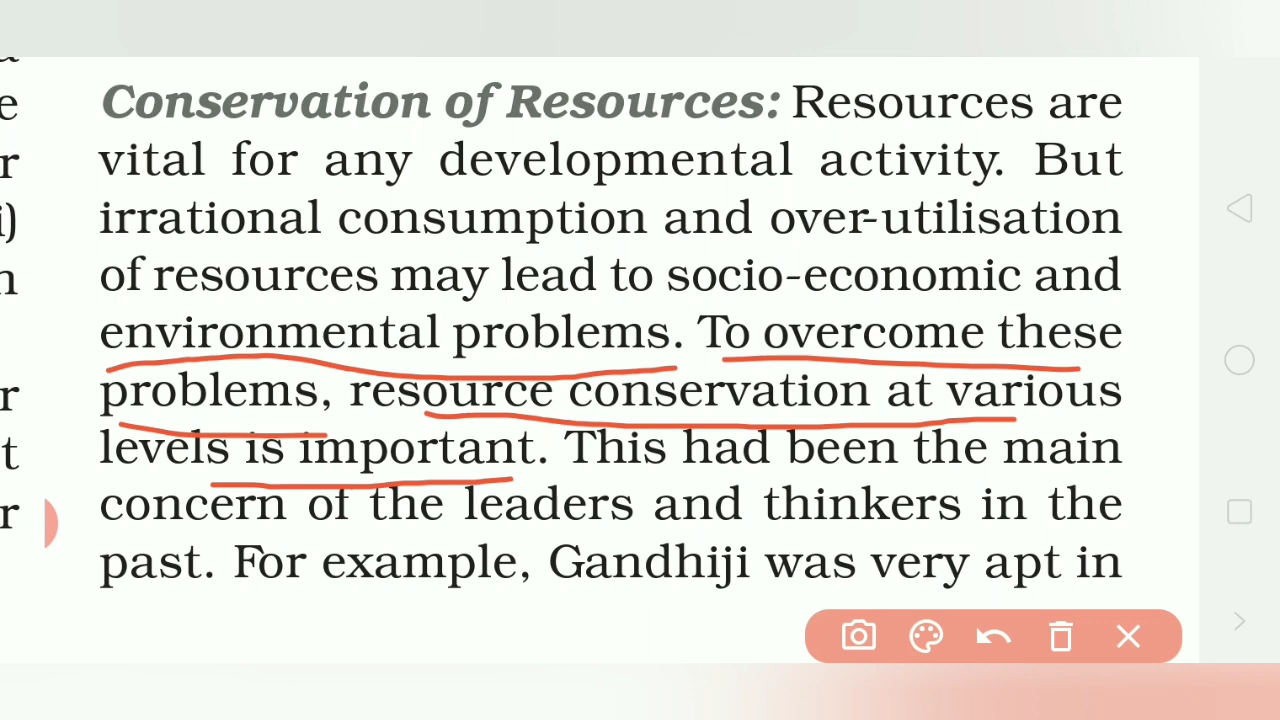 Conservation of Resources: Resources are
vital for any developmental activity. But
irrational consumption and over-utilisation
of resources may lead to socio-economic and
environmental problems. To overcome these
problems, resource conservation at various
levels is important. This had been the main
concern of the leaders and thinkers in the
past. For example, Gandhiji was very apt in